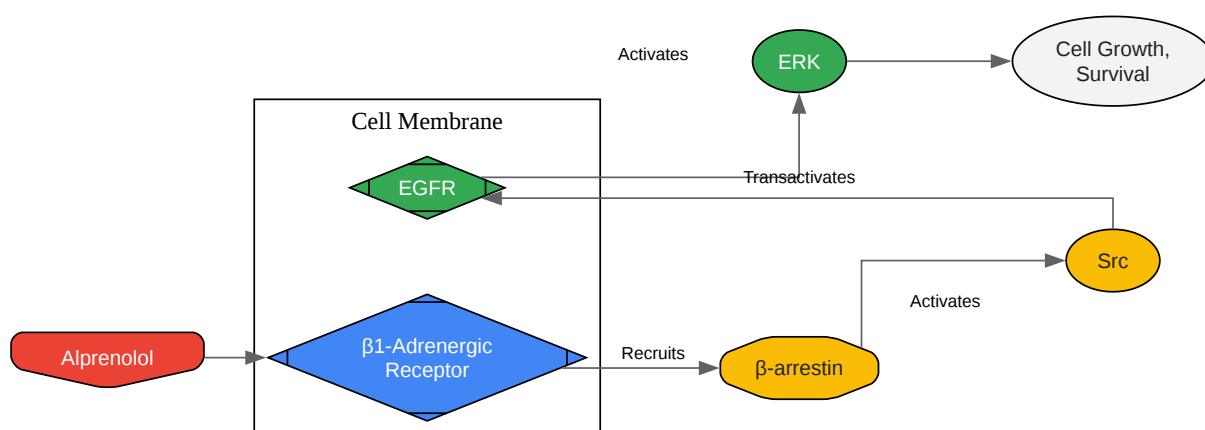 Activates
ERK
Cell Growth,
Survival
Cell Membrane
EGFR
Transactivates
Src
Activates
Alprenolol
β1-Adrenergic
Receptor
Recruits
β-arrestin